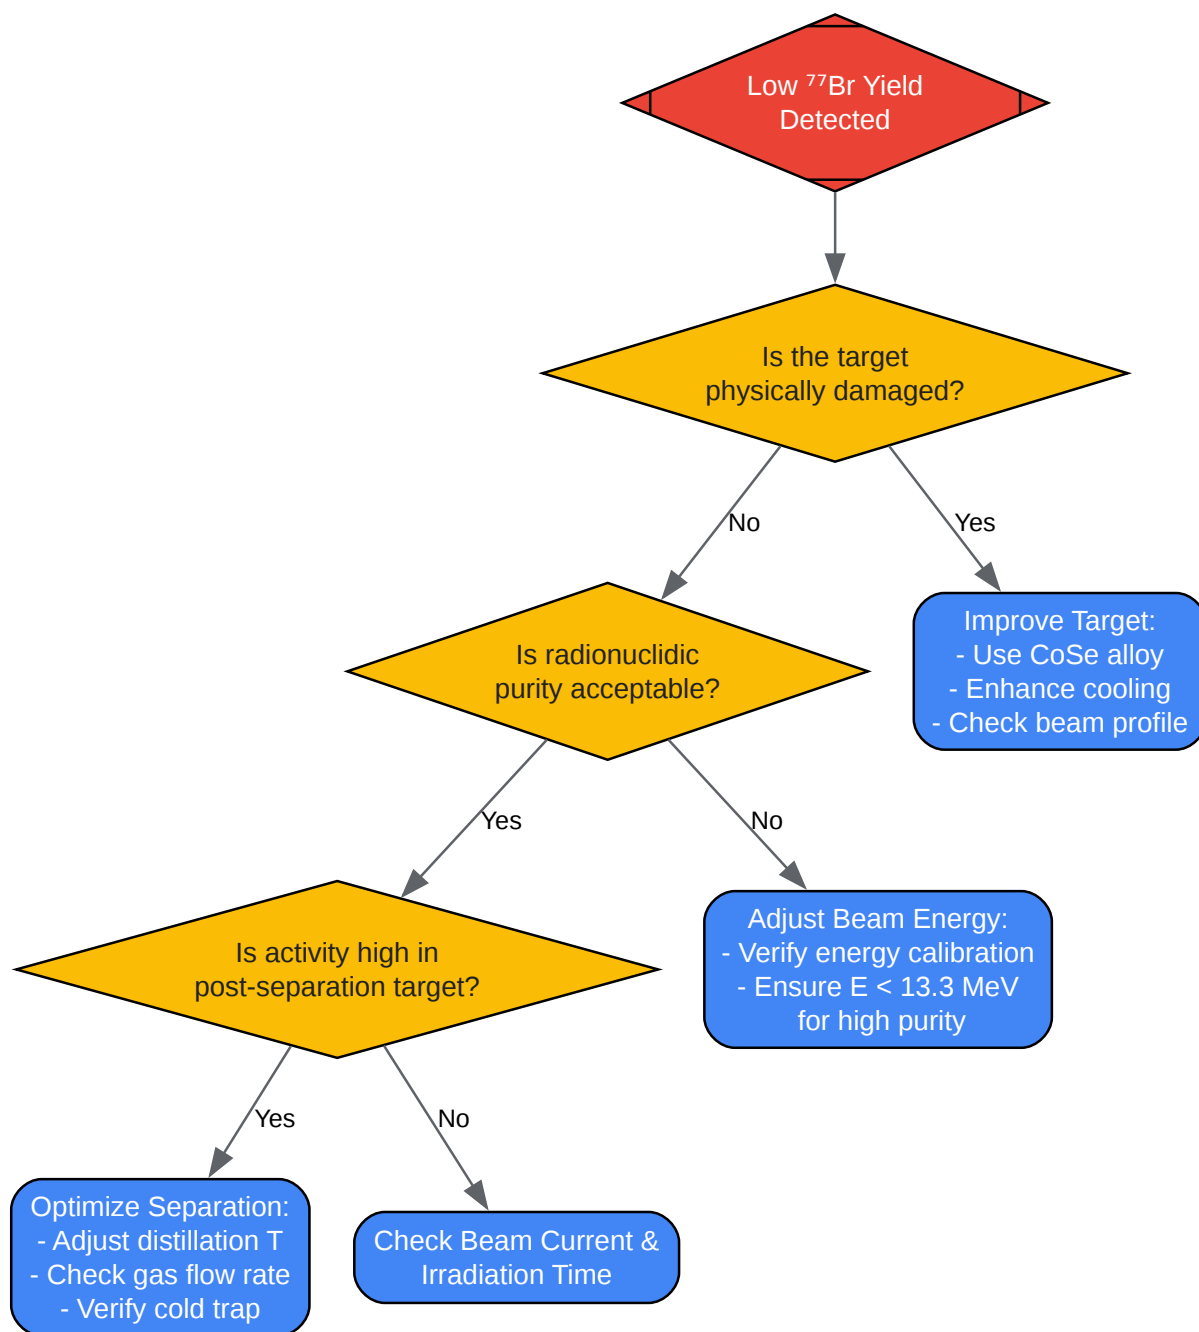 Low ⁷⁷Br Yield
Detected
Is the target
physically damaged?
No
Yes
Improve Target:
- Use CoSe alloy
- Enhance cooling
- Check beam profile
Is radionuclidic
purity acceptable?
Yes
No
Adjust Beam Energy:
- Verify energy calibration
- Ensure E < 13.3 MeV
for high purity
Is activity high in
post-separation target?
Yes
No
Optimize Separation:
- Adjust distillation T
- Check gas flow rate
- Verify cold trap
Check Beam Current &
Irradiation Time